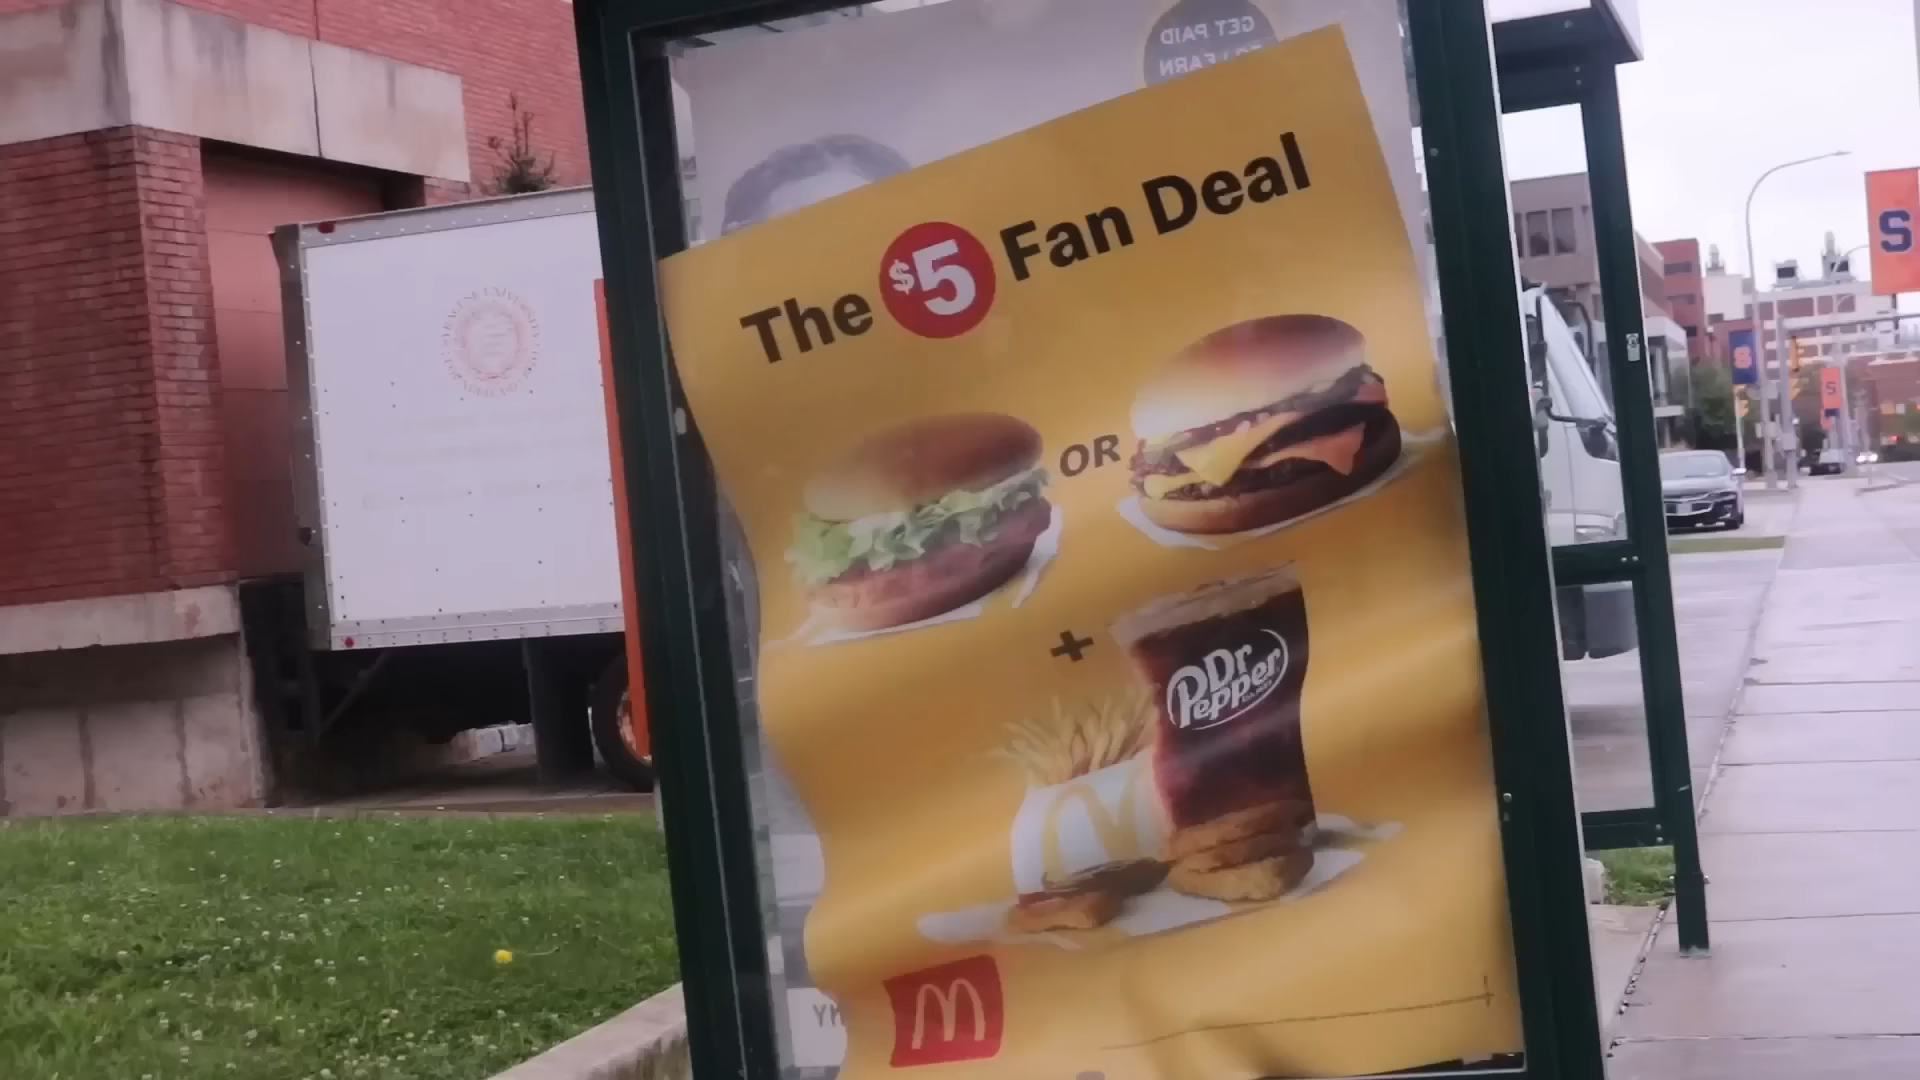 GET PAID
The $5 Fan Deal
OR
+
Dr
Pepper
M
S
S
S